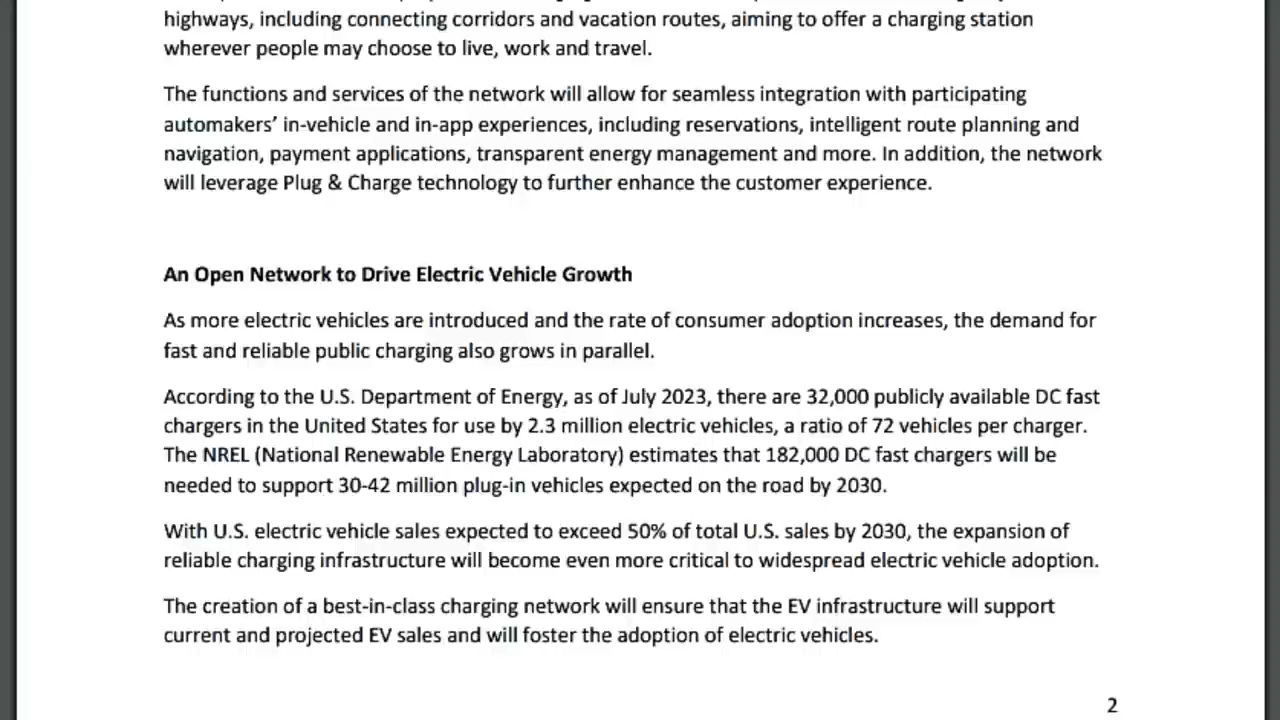 highways, including connecting corridors and vacation routes, aiming to offer a charging station
wherever people may choose to live, work and travel.
The functions and services of the network will allow for seamless integration with participating
automakers’ in-vehicle and in-app experiences, including reservations, intelligent route planning and
navigation, payment applications, transparent energy management and more. In addition, the network
will leverage Plug & Charge technology to further enhance the customer experience.
An Open Network to Drive Electric Vehicle Growth
As more electric vehicles are introduced and the rate of consumer adoption increases, the demand for
fast and reliable public charging also grows in parallel.
According to the U.S. Department of Energy, as of July 2023, there are 32,000 publicly available DC fast
chargers in the United States for use by 2.3 million electric vehicles, a ratio of 72 vehicles per charger.
The NREL (National Renewable Energy Laboratory) estimates that 182,000 DC fast chargers will be
needed to support 30-42 million plug-in vehicles expected on the road by 2030.
With U.S. electric vehicle sales expected to exceed 50% of total U.S. sales by 2030, the expansion of
reliable charging infrastructure will become even more critical to widespread electric vehicle adoption.
The creation of a best-in-class charging network will ensure that the EV infrastructure will support
current and projected EV sales and will foster the adoption of electric vehicles.
2